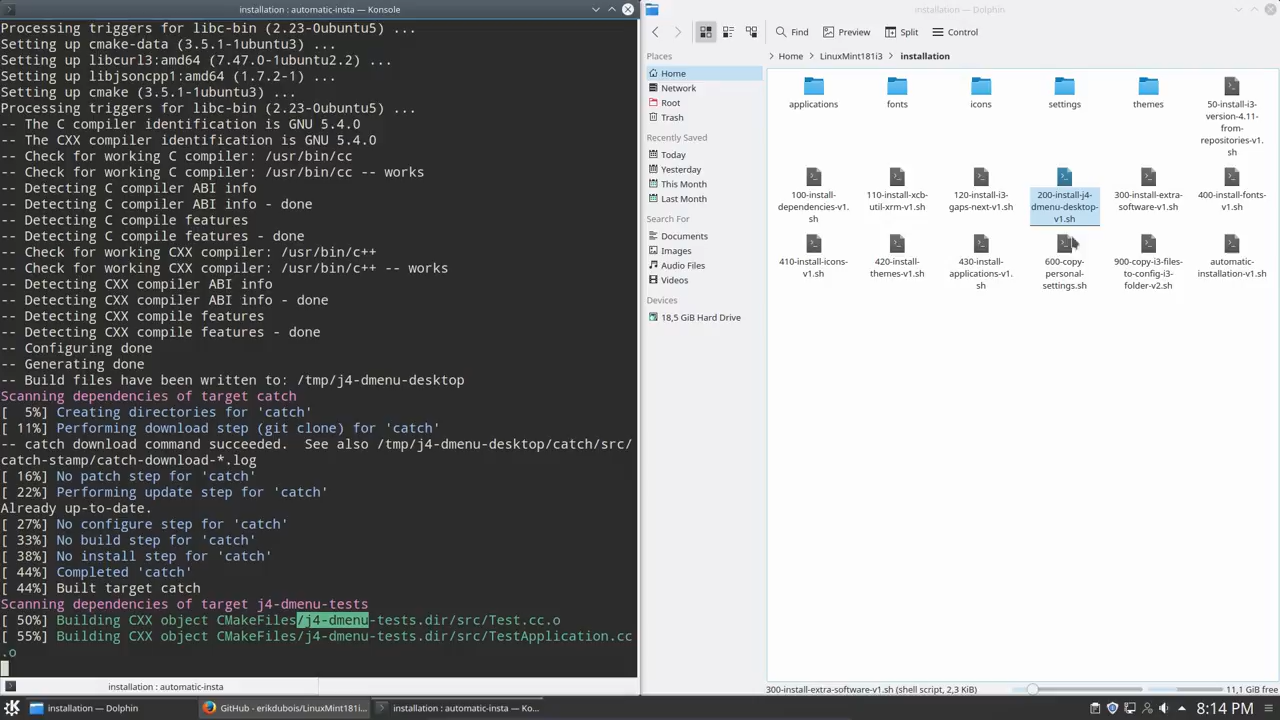 installation : automatic-insta — Konsole
Processing triggers for libc-bin (2.23-0ubuntu5) ...
Setting up cmake-data (3.5.1-1ubuntu3) ...
Setting up libcurl3:amd64 (7.47.0-1ubuntu2.2) ...
Setting up libjsoncpp1:amd64 (1.7.2-1) ...
Setting up cmake (3.5.1-1ubuntu3) ...
Processing triggers for libc-bin (2.23-0ubuntu5) ...
-- The C compiler identification is GNU 5.4.0
-- The CXX compiler identification is GNU 5.4.0
-- Check for working C compiler: /usr/bin/cc
-- Check for working C compiler: /usr/bin/cc -- works
-- Detecting C compiler ABI info
-- Detecting C compiler ABI info - done
-- Detecting C compile features
-- Detecting C compile features - done
-- Check for working CXX compiler: /usr/bin/c++
-- Check for working CXX compiler: /usr/bin/c++ -- works
-- Detecting CXX compiler ABI info
-- Detecting CXX compiler ABI info - done
-- Detecting CXX compile features
-- Detecting CXX compile features - done
-- Configuring done
-- Generating done
-- Build files have been written to: /tmp/j4-dmenu-desktop
Scanning dependencies of target catch
[  5%] Creating directories for 'catch'
[ 11%] Performing download step (git clone) for 'catch'
-- catch download command succeeded.  See also /tmp/j4-dmenu-desktop/catch/src/
catch-stamp/catch-download-*.log
[ 16%] No patch step for 'catch'
[ 22%] Performing update step for 'catch'
Already up-to-date.
[ 27%] No configure step for 'catch'
[ 33%] No build step for 'catch'
[ 38%] No install step for 'catch'
[ 44%] Completed 'catch'
[ 44%] Built target catch
Scanning dependencies of target j4-dmenu-tests
[ 50%] Building CXX object CMakeFiles/j4-dmenu-tests.dir/src/Test.cc.o
[ 55%] Building CXX object CMakeFiles/j4-dmenu-tests.dir/src/TestApplication.cc
.o
installation : automatic-insta
installation — Dolphin
Find
Preview
Split
Control
Places
Home
Network
Root
Trash
Recently Saved
Today
Yesterday
This Month
Last Month
Search For
Documents
Images
Audio Files
Videos
Devices
18,5 GiB Hard Drive
> Home > LinuxMint181i3 > installation
applications
fonts
icons
settings
themes
50-install-i3-
version-4.11-
from-
repositories-v1.
sh
100-install-
dependencies-v1.
sh
110-install-xcb-
util-xrm-v1.sh
120-install-i3-
gaps-next-v1.sh
200-install-j4-
dmenu-desktop-
v1.sh
300-install-extra-
software-v1.sh
400-install-fonts-
v1.sh
410-install-icons-
v1.sh
420-install-
themes-v1.sh
430-install-
applications-v1.
sh
600-copy-
personal-
settings.sh
900-copy-i3-files-
to-config-i3-
folder-v2.sh
automatic-
installation-v1.sh
300-install-extra-software-v1.sh (shell script, 2,3 KiB)
11,1 GiB free
installation — Dolphin
GitHub - erikdubois/LinuxMint181i...
installation : automatic-insta — Ko...
8:14 PM